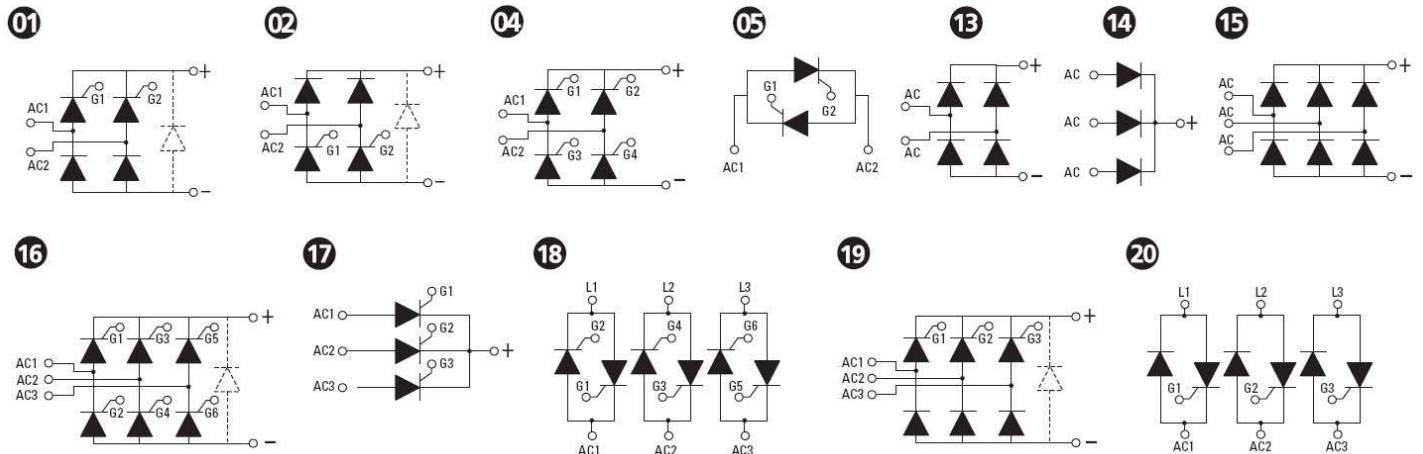 01
02
04
05
13
14
15
AC1
AC2
G1
G2
+
−
AC1
AC2
G1
G2
+
−
AC1
AC2
G1
G2
G3
G4
+
−
G1
G2
AC1
AC2
AC
AC
+
−
AC
AC
AC
+
AC
AC
AC
+
−
16
17
18
19
20
AC1
AC2
AC3
G1
G3
G5
G2
G4
G6
+
−
AC1
AC2
AC3
G1
G2
G3
+
L1
L2
L3
G2
G4
G6
G1
G3
G5
AC1
AC2
AC3
AC1
AC2
AC3
G1
G2
G3
+
−
L1
L2
L3
G1
G2
G3
AC1
AC2
AC3